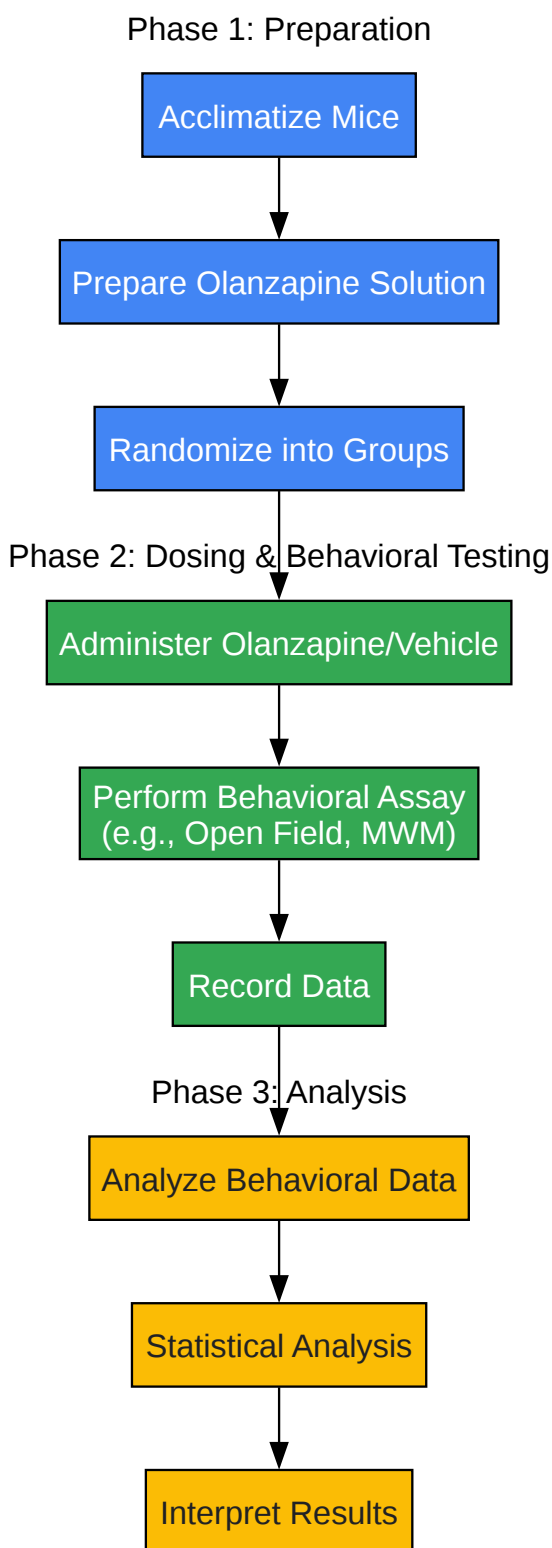 Phase 1: Preparation
Acclimatize Mice
Prepare Olanzapine Solution
Randomize into Groups
Phase 2: Dosing & Behavioral Testing
Administer Olanzapine/Vehicle
Perform Behavioral Assay
(e.g., Open Field, MWM)
Record Data
Phase 3: Analysis
Analyze Behavioral Data
Statistical Analysis
Interpret Results